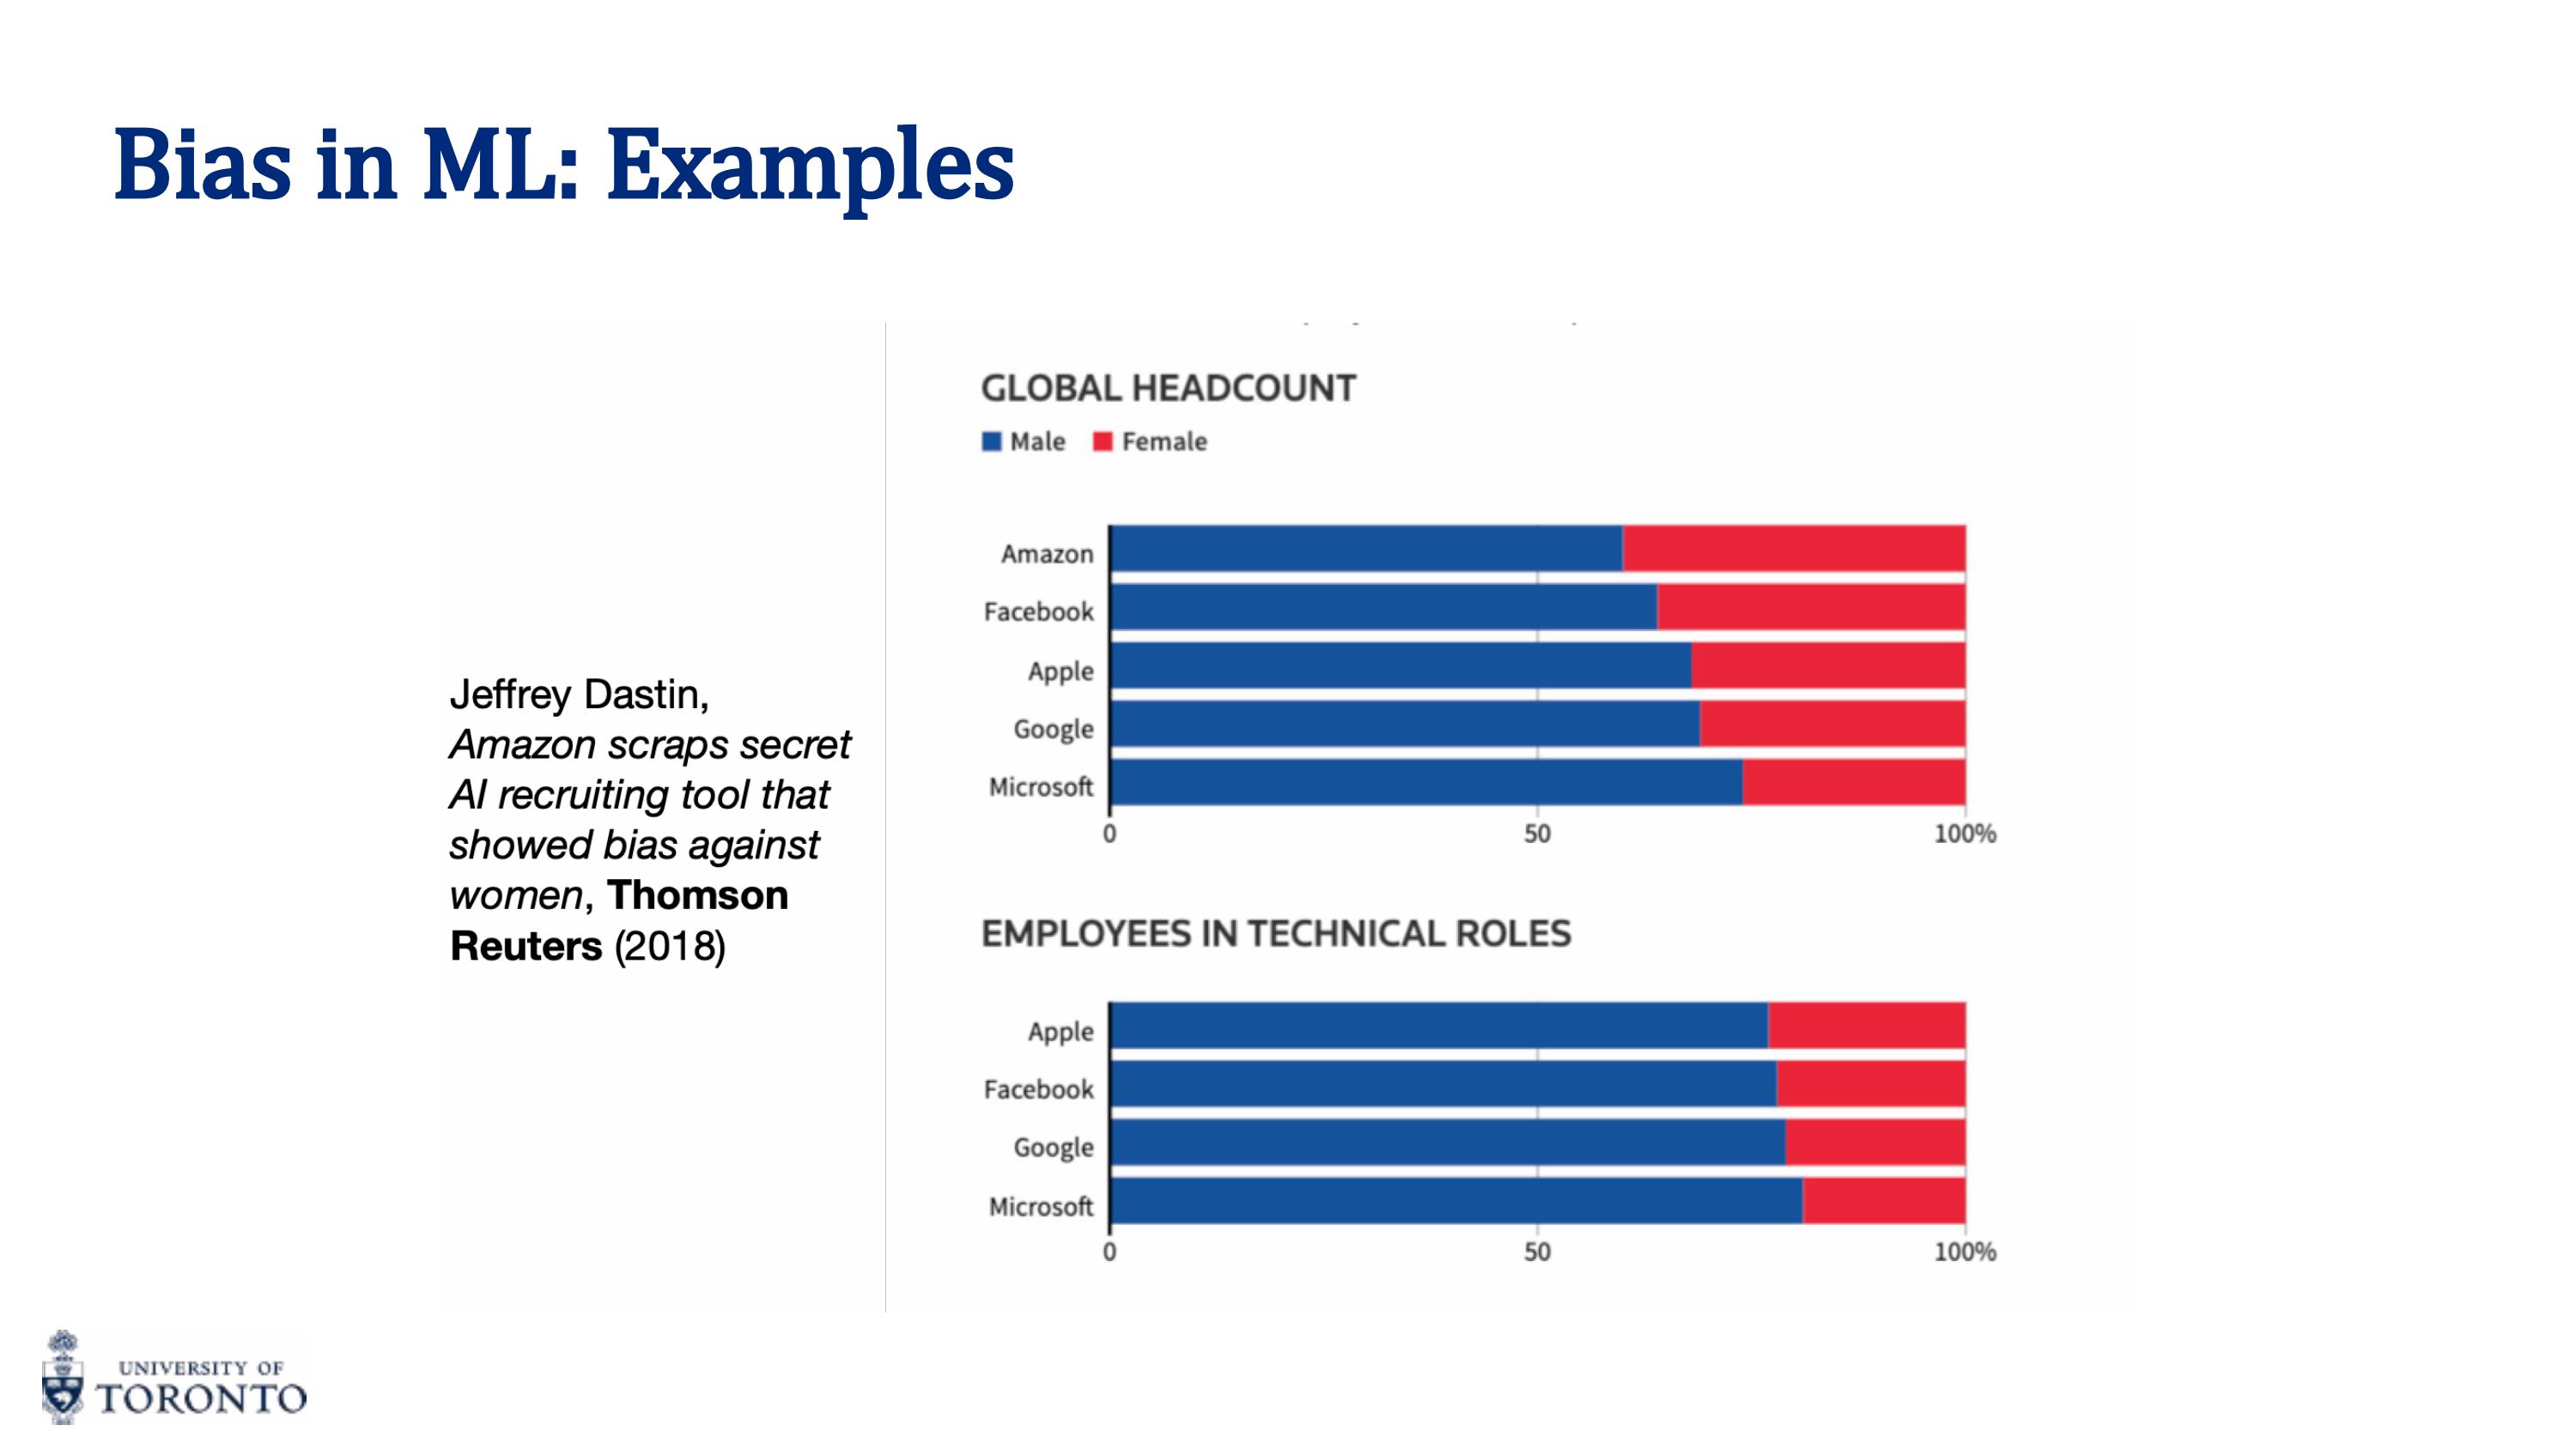 Bias in ML: Examples
Jeffrey Dastin,
Amazon scraps secret
AI recruiting tool that
showed bias against
women, Thomson
Reuters (2018)
GLOBAL HEADCOUNT
Male Female
Amazon
Facebook
Apple
Google
Microsoft
0 50 100%
EMPLOYEES IN TECHNICAL ROLES
Apple
Facebook
Google
Microsoft
0 50 100%
UNIVERSITY OF
TORONTO